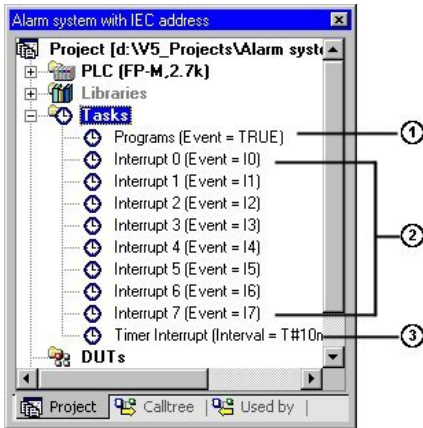 Alarm system with IEC address
Project [d:\V5_Projects\Alarm syste
PLC (FP-M,2.7k)
Libraries
Tasks
Programs (Event = TRUE)
Interrupt 0 (Event = I0)
Interrupt 1 (Event = I1)
Interrupt 2 (Event = I2)
Interrupt 3 (Event = I3)
Interrupt 4 (Event = I4)
Interrupt 5 (Event = I5)
Interrupt 6 (Event = I6)
Interrupt 7 (Event = I7)
Timer Interrupt (Interval = T#10m
DUTs
Project Calltree Used by
1
2
3